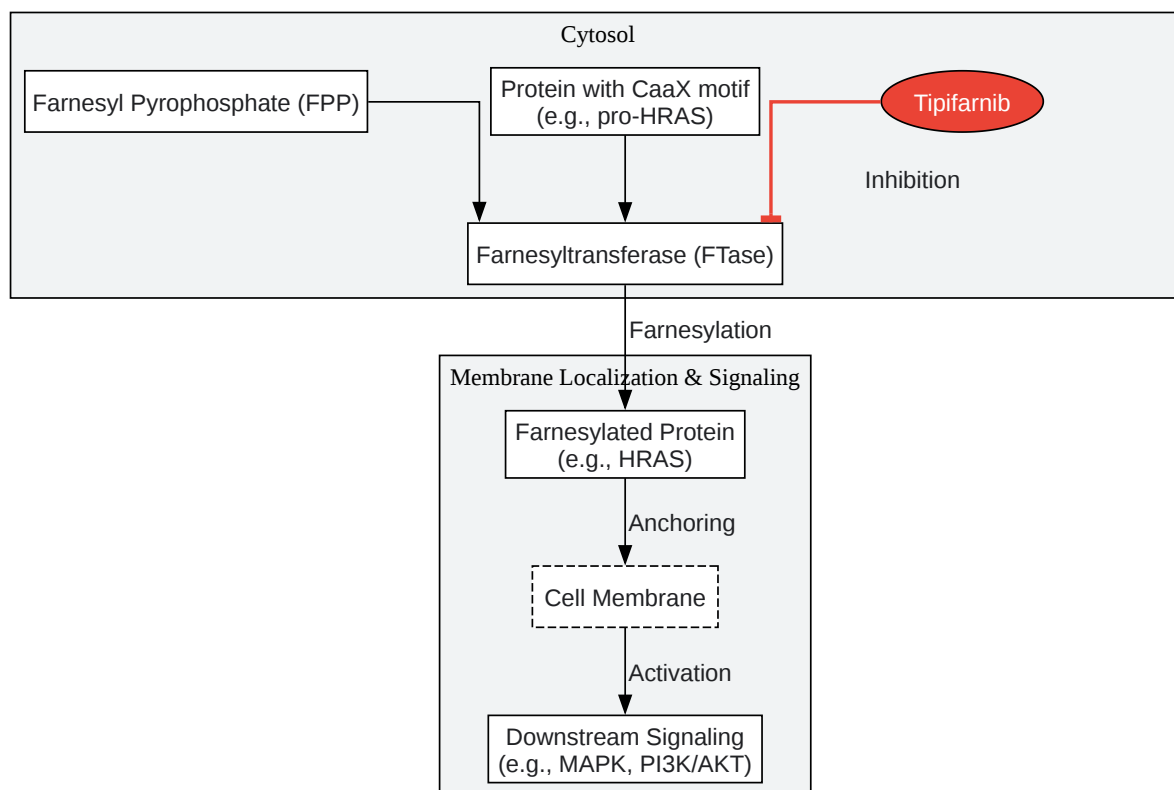 Cytosol
Farnesyl Pyrophosphate (FPP)
Protein with CaaX motif
(e.g., pro-HRAS)
Tipifarnib
Inhibition
Farnesyltransferase (FTase)
Farnesylation
Membrane Localization & Signaling
Farnesylated Protein
(e.g., HRAS)
Anchoring
Cell Membrane
Activation
Downstream Signaling
(e.g., MAPK, PI3K/AKT)